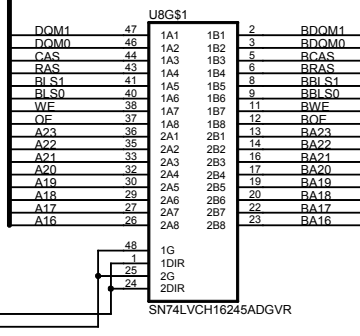 U8G$1
DQM1 47 1A1 1B1 2 BDQM1
DQM0 46 1A2 1B2 3 BDQM0
CAS 44 1A3 1B3 5 BCAS
RAS 43 1A4 1B4 6 BRAS
BLS1 41 1A5 1B5 8 BBLS1
BLS0 40 1A6 1B6 9 BBLS0
WE 38 1A7 1B7 11 BWE
OE 37 1A8 1B8 12 BOE
A23 36 2A1 2B1 13 BA23
A22 35 2A2 2B2 14 BA22
A21 33 2A3 2B3 16 BA21
A20 32 2A4 2B4 17 BA20
A19 30 2A5 2B5 19 BA19
A18 29 2A6 2B6 20 BA18
A17 27 2A7 2B7 22 BA17
A16 26 2A8 2B8 23 BA16
48 1G
1 1DIR
25 2G
24 2DIR
SN74LVCH16245ADGVR